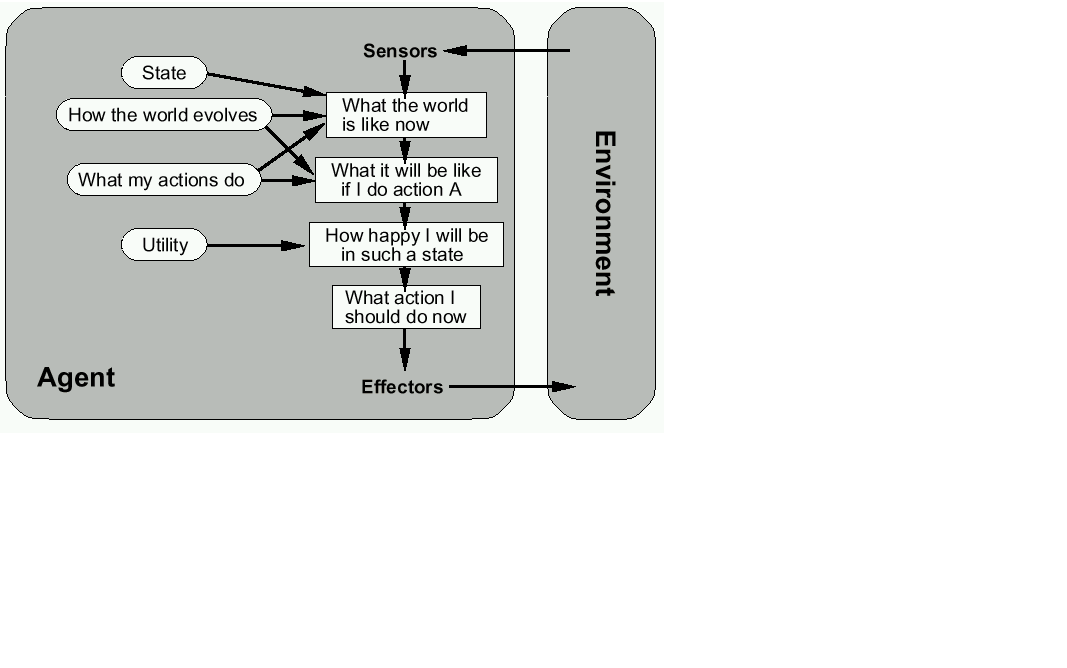 Sensors
State
How the world evolves
What the world
is like now
What my actions do
What it will be like
if I do action A
Utility
How happy I will be
in such a state
What action I
should do now
Agent
Effectors
Environment